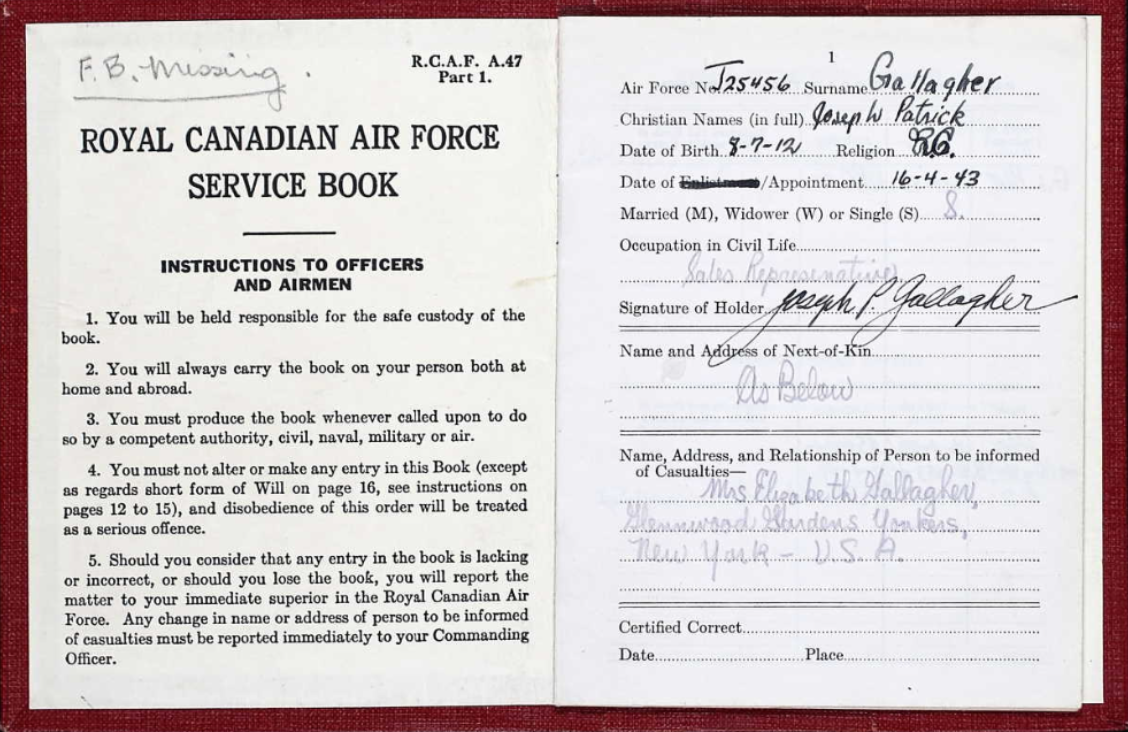 F.B. Missing.
R.C.A.F. A.47
Part 1.
ROYAL CANADIAN AIR FORCE
SERVICE BOOK
INSTRUCTIONS TO OFFICERS
AND AIRMEN
1. You will be held responsible for the safe custody of the
book.
2. You will always carry the book on your person both at
home and abroad.
3. You must produce the book whenever called upon to do
so by a competent authority, civil, naval, military or air.
4. You must not alter or make any entry in this Book (except
as regards short form of Will on page 16, see instructions on
pages 12 to 15), and disobedience of this order will be treated
as a serious offence.
5. Should you consider that any entry in the book is lacking
or incorrect, or should you lose the book, you will report the
matter to your immediate superior in the Royal Canadian Air
Force. Any change in name or address of person to be informed
of casualties must be reported immediately to your Commanding
Officer.
1
Air Force No. J25456 Surname Gallagher
Christian Names (in full) Joseph Patrick
Date of Birth 8-7-12 Religion R.C.
Date of Enlistment/Appointment 16-4-43
Married (M), Widower (W) or Single (S) S.
Occupation in Civil Life
Sales Represenative
Signature of Holder Joseph P Gallagher
Name and Address of Next-of-Kin
As Below
Name, Address, and Relationship of Person to be informed
of Casualties—
Mrs Elizabeth Gallagher,
Glennwood Gardens Yonkers,
New York - U.S.A.
Certified Correct
Date Place